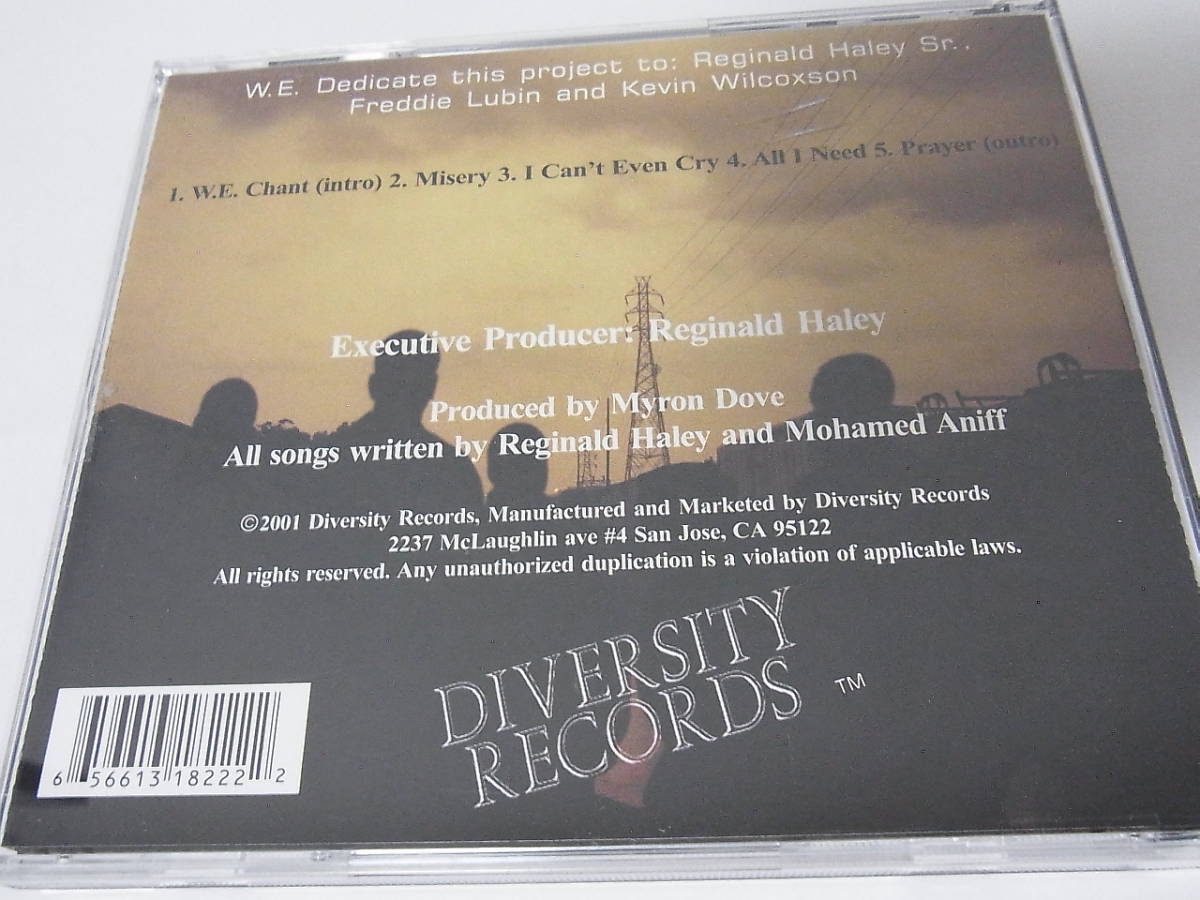 W.E. Dedicate this project to: Reginald Haley Sr.,
Freddie Lubin and Kevin Wilcoxson
1. W.E. Chant (intro) 2. Misery 3. I Can't Even Cry 4. All I Need 5. Prayer (outro)
Executive Producer: Reginald Haley
Produced by Myron Dove
All songs written by Reginald Haley and Mohamed Aniff
©2001 Diversity Records, Manufactured and Marketed by Diversity Records
2237 McLaughlin ave #4 San Jose, CA 95122
All rights reserved. Any unauthorized duplication is a violation of applicable laws.
DIVERSITY
RECORDS TM
6 56613 18222 2